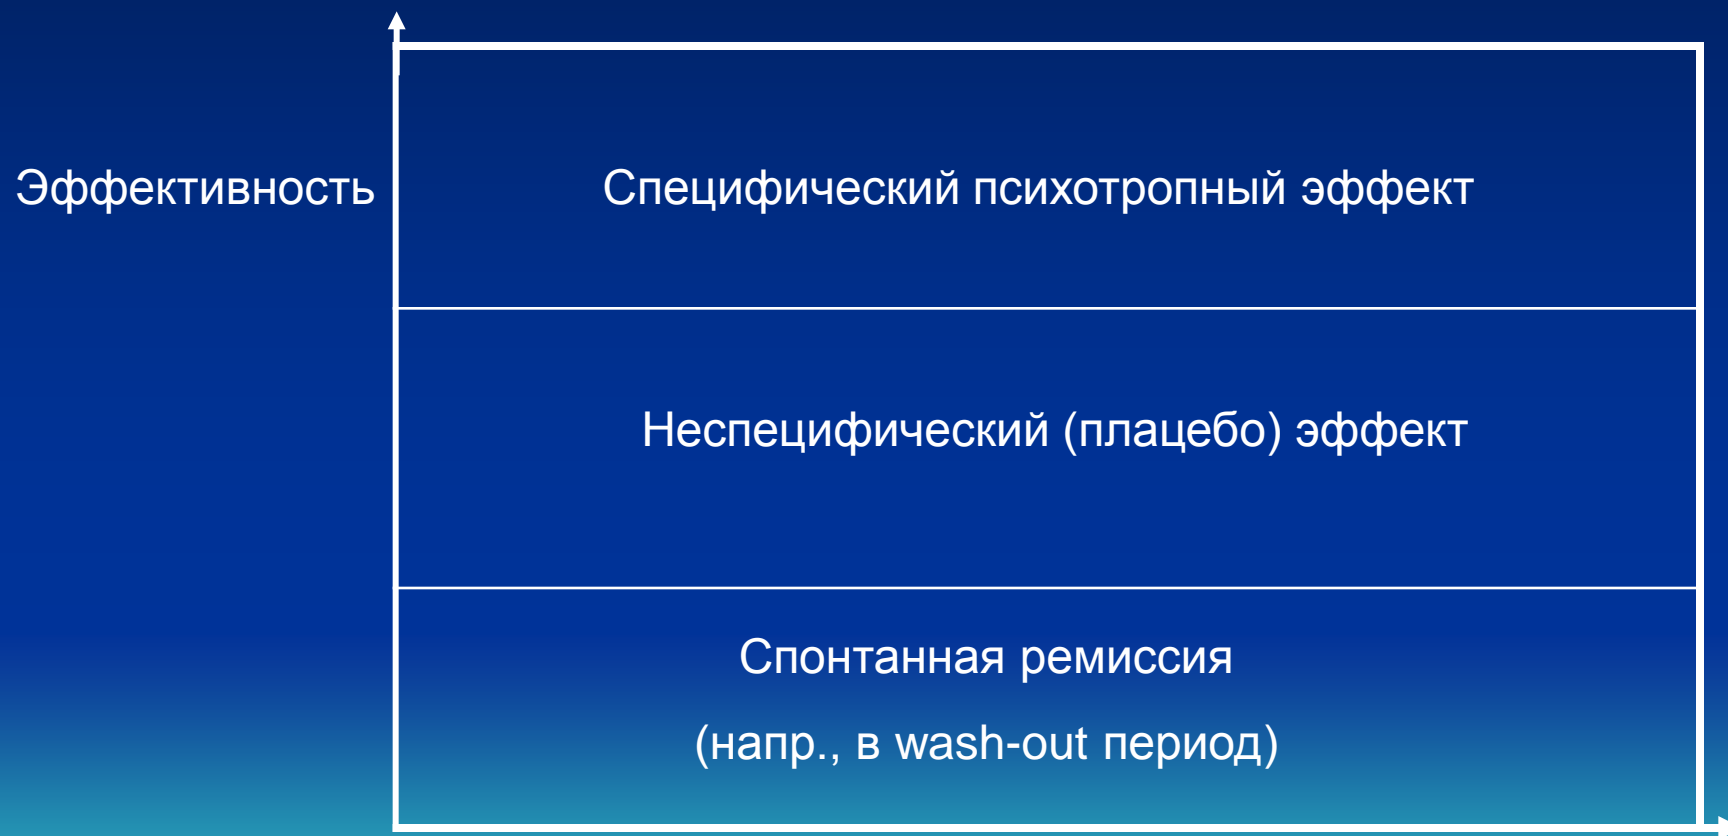 Эффективность
Специфический психотропный эффект
Неспецифический (плацебо) эффект
Спонтанная ремиссия
(напр., в wash-out период)